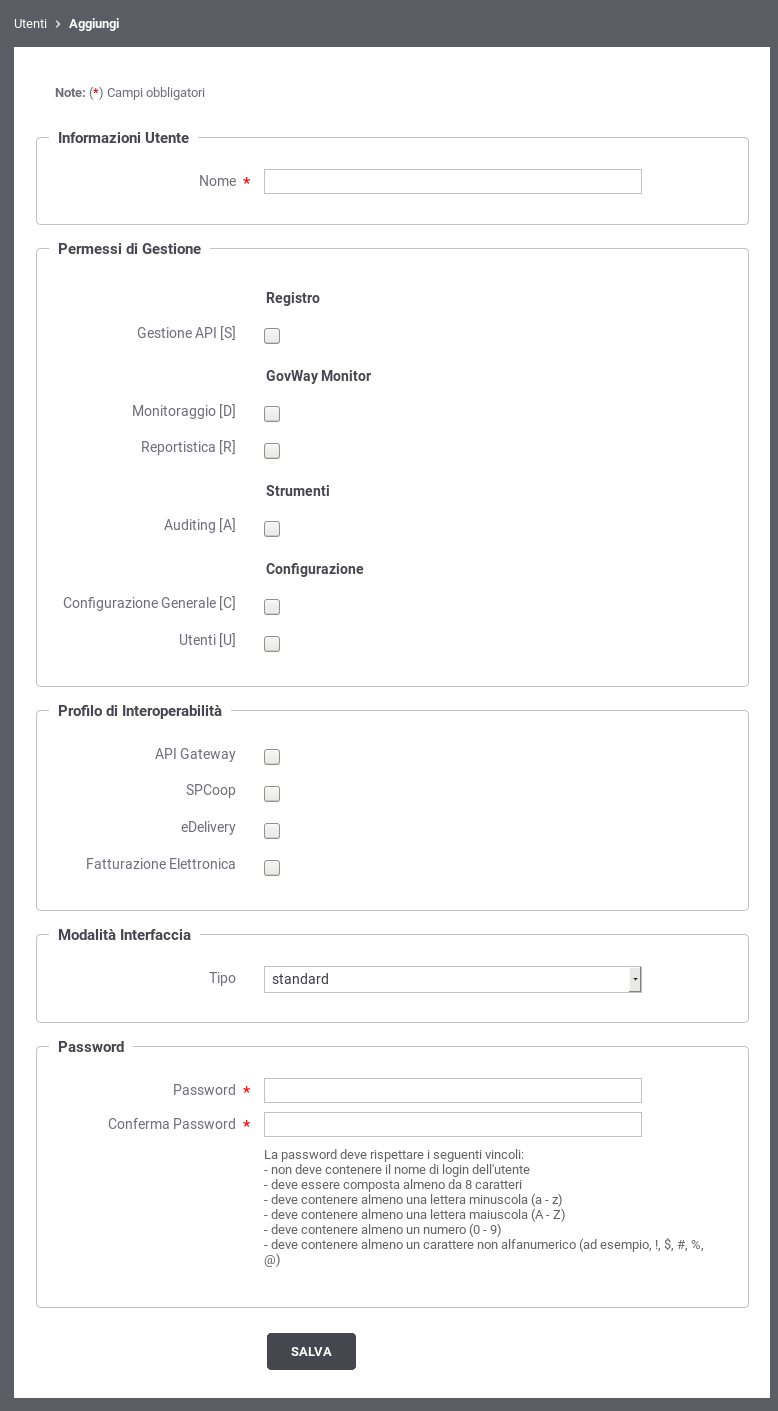 Utenti > Aggiungi
Note: (*) Campi obbligatori
Informazioni Utente
Nome *
Permessi di Gestione
Registro
Gestione API [S]
GovWay Monitor
Monitoraggio [D]
Reportistica [R]
Strumenti
Auditing [A]
Configurazione
Configurazione Generale [C]
Utenti [U]
Profilo di Interoperabilità
API Gateway
SPCoop
eDelivery
Fatturazione Elettronica
Modalità Interfaccia
Tipo standard
Password
Password *
Conferma Password *
La password deve rispettare i seguenti vincoli:
- non deve contenere il nome di login dell'utente
- deve essere composta almeno da 8 caratteri
- deve contenere almeno una lettera minuscola (a - z)
- deve contenere almeno una lettera maiuscola (A - Z)
- deve contenere almeno un numero (0 - 9)
- deve contenere almeno un carattere non alfanumerico (ad esempio, !, $, #, %,
@)
SALVA